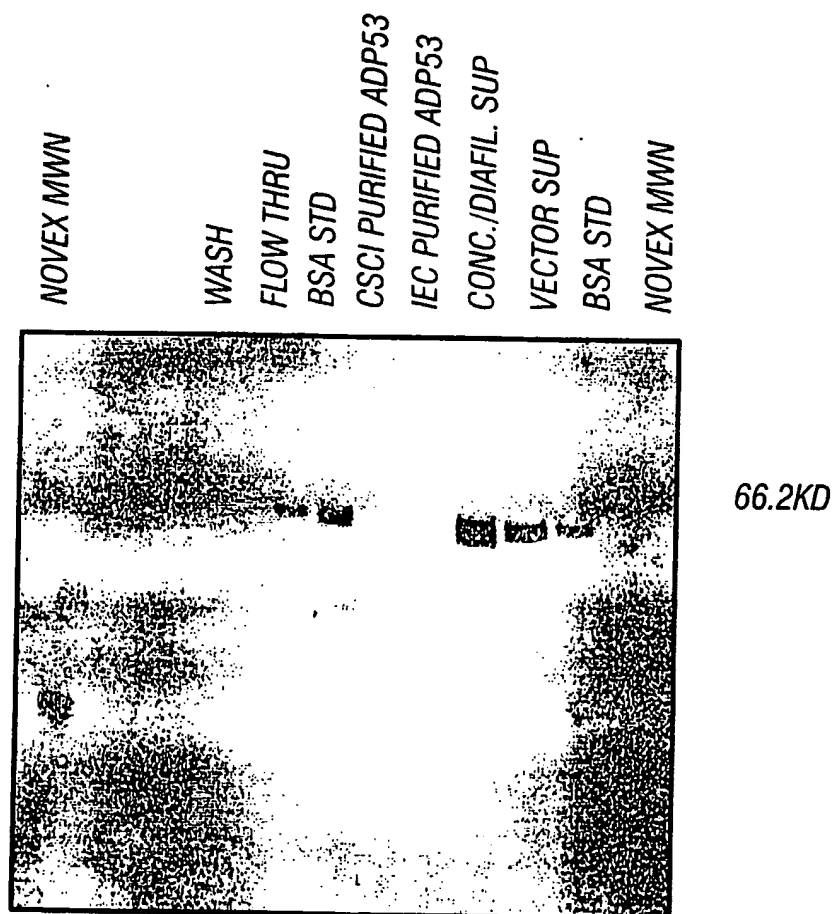 NOVEX MWN
WASH
FLOW THRU
BSA STD
CSCI PURIFIED ADP53
IEC PURIFIED ADP53
CONC./DIAFIL. SUP
VECTOR SUP
BSA STD
NOVEX MWN
66.2KD